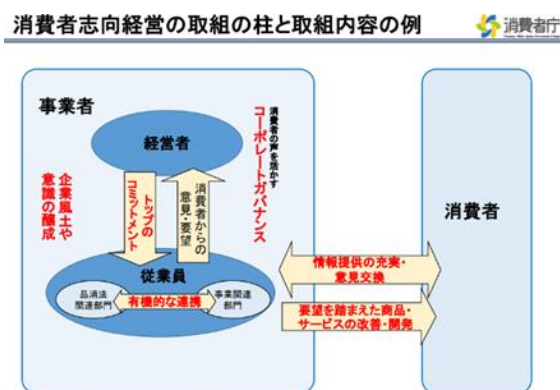 消費者志向経営の取組の柱と取組内容の例
消費者庁
事業者
経営者
消費者の声を活かす
コーポレートガバナンス
企業風土や
意識の醸成
トップの
コミットメント
消費者からの
意見・要望
従業員
品消法
関連部門
有機的な連携
事業関連
部門
消費者
情報提供の充実・
意見交換
要望を踏まえた商品・
サービスの改善・開発